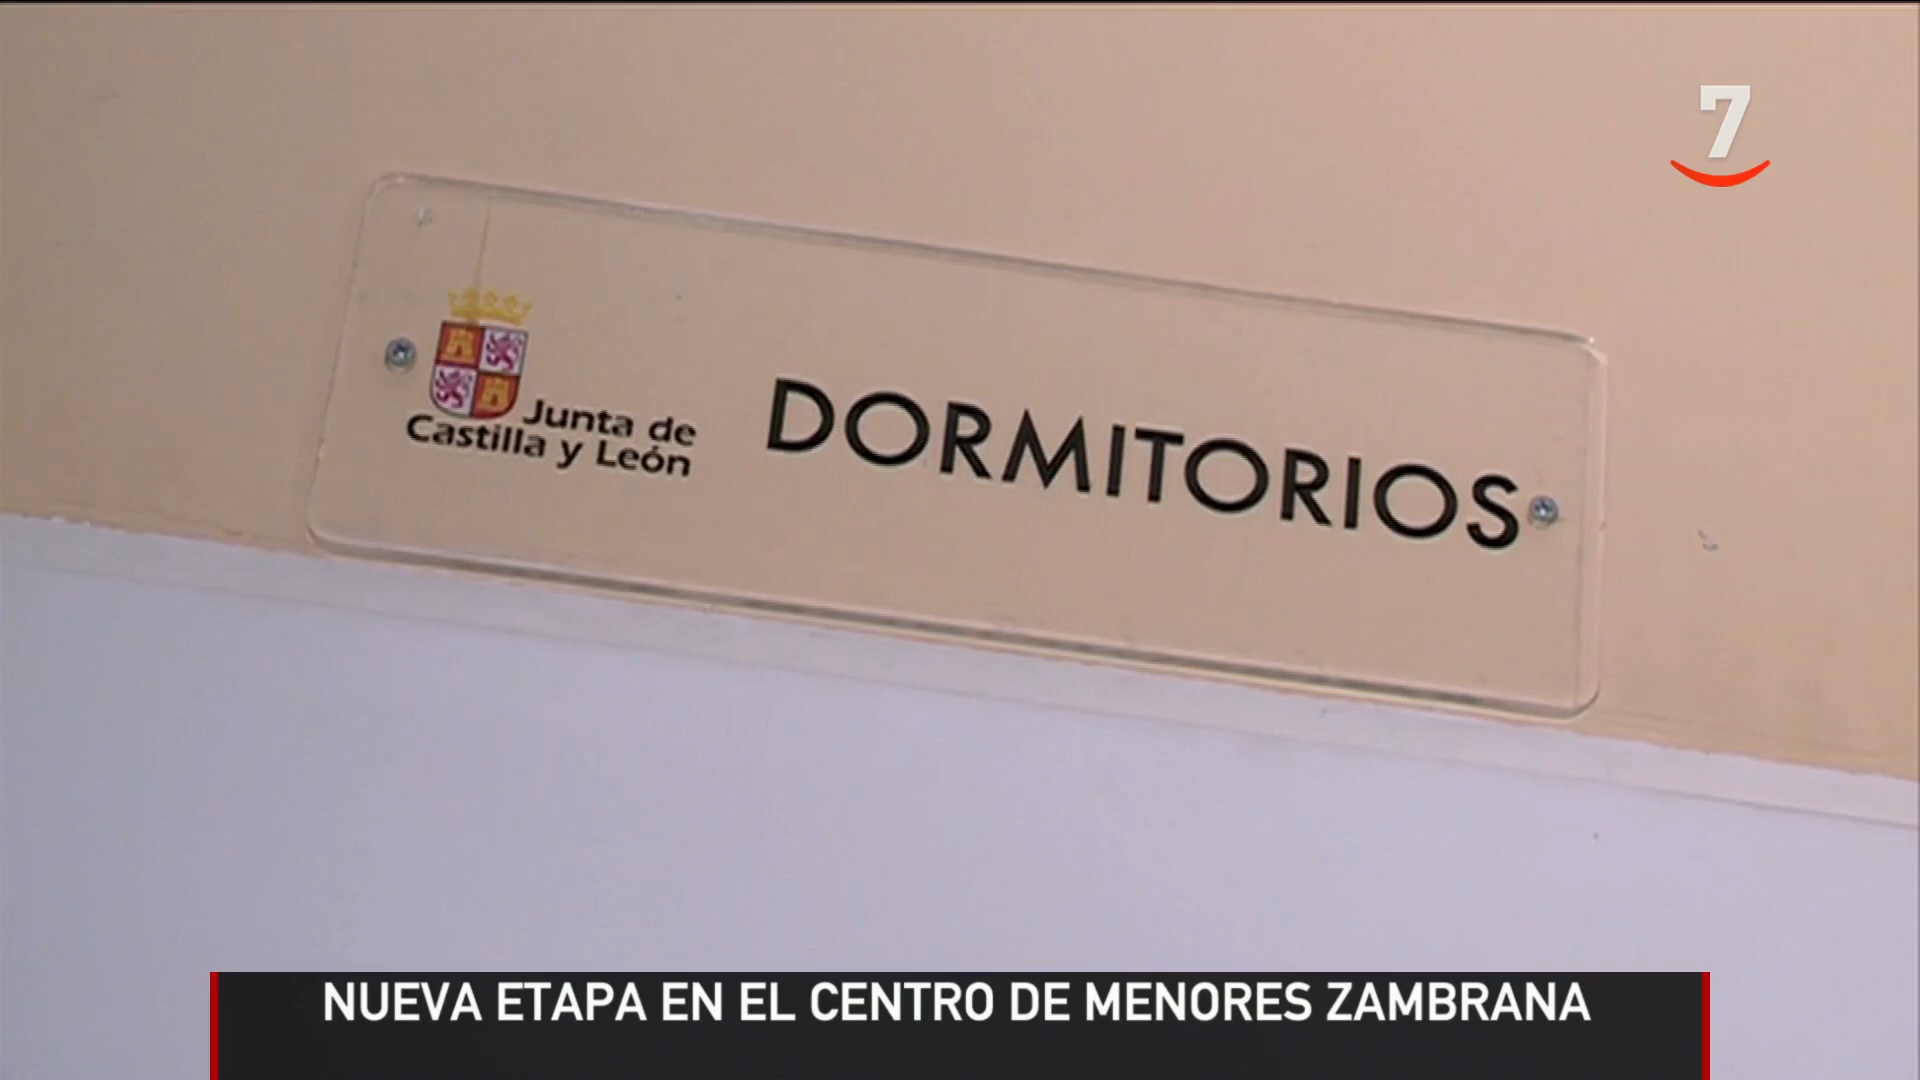 7
Junta de
Castilla y León
DORMITORIOS
NUEVA ETAPA EN EL CENTRO DE MENORES ZAMBRANA